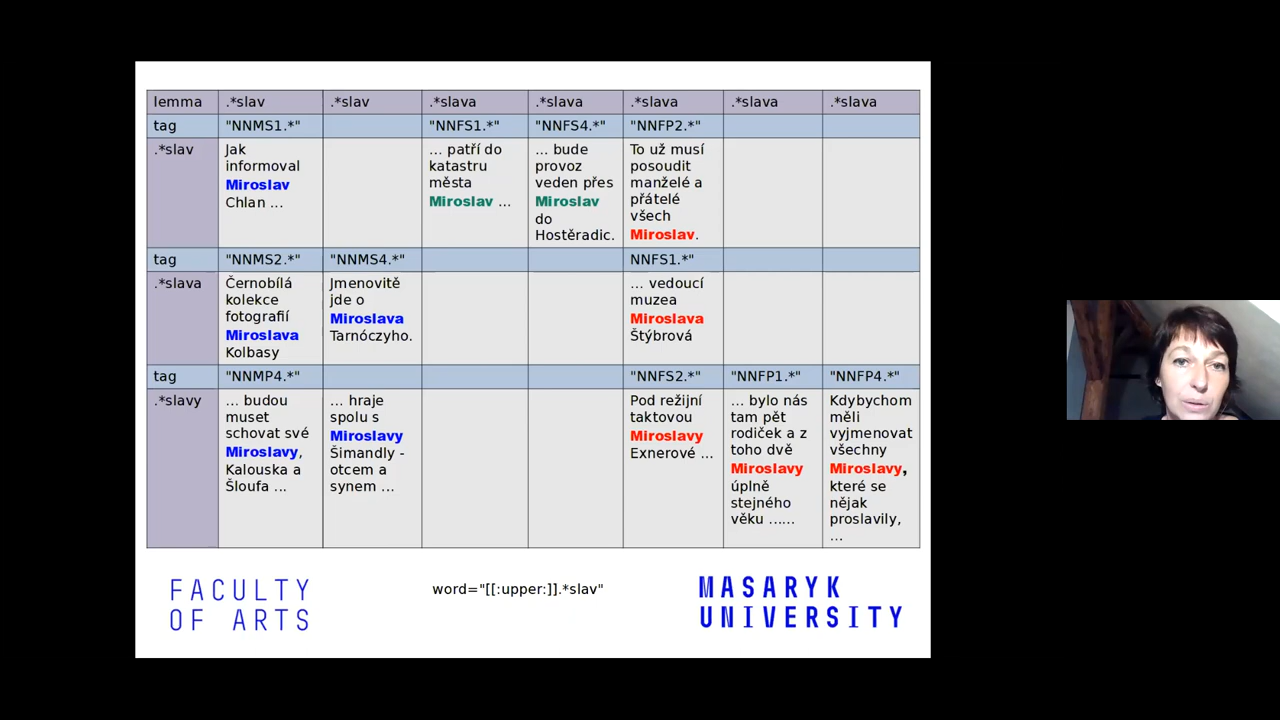 lemma .*slav .*slav .*slava .*slava .*slava .*slava .*slava
tag "NNMS1.*" "NNFS1.*" "NNFS4.*" "NNFP2.*"
.*slav
Jak
informoval
Miroslav
Chlan ...
... patří do
katastru
města
Miroslav ...
... bude
provoz
veden přes
Miroslav
do
Hostěradic.
To už musí
posoudit
manželé a
přátelé
všech
Miroslav.
tag "NNMS2.*" "NNMS4.*" NNFS1.*"
.*slava
Černobílá
kolekce
fotografií
Miroslava
Kolbasy
Jmenovitě
jde o
Miroslava
Tarnóczyho.
... vedoucí
muzea
Miroslava
Štýbrová
tag "NNMP4.*" "NNFS2.*" "NNFP1.*" "NNFP4.*"
.*slavy
... budou
muset
schovat své
Miroslavy,
Kalouska a
Šloufa ...
... hraje
spolu s
Miroslavy
Šimandly -
otcem a
synem ...
Pod režijní
taktovou
Miroslavy
Exnerové ...
... bylo nás
tam pět
rodiček a z
toho dvě
Miroslavy
úplně
stejného
věku ......
Kdybychom
měli
vyjmenovat
všechny
Miroslavy,
které se
nějak
proslavily,
...
FACULTY
OF ARTS
word="[[:upper:]].*slav"
MASARYK
UNIVERSITY